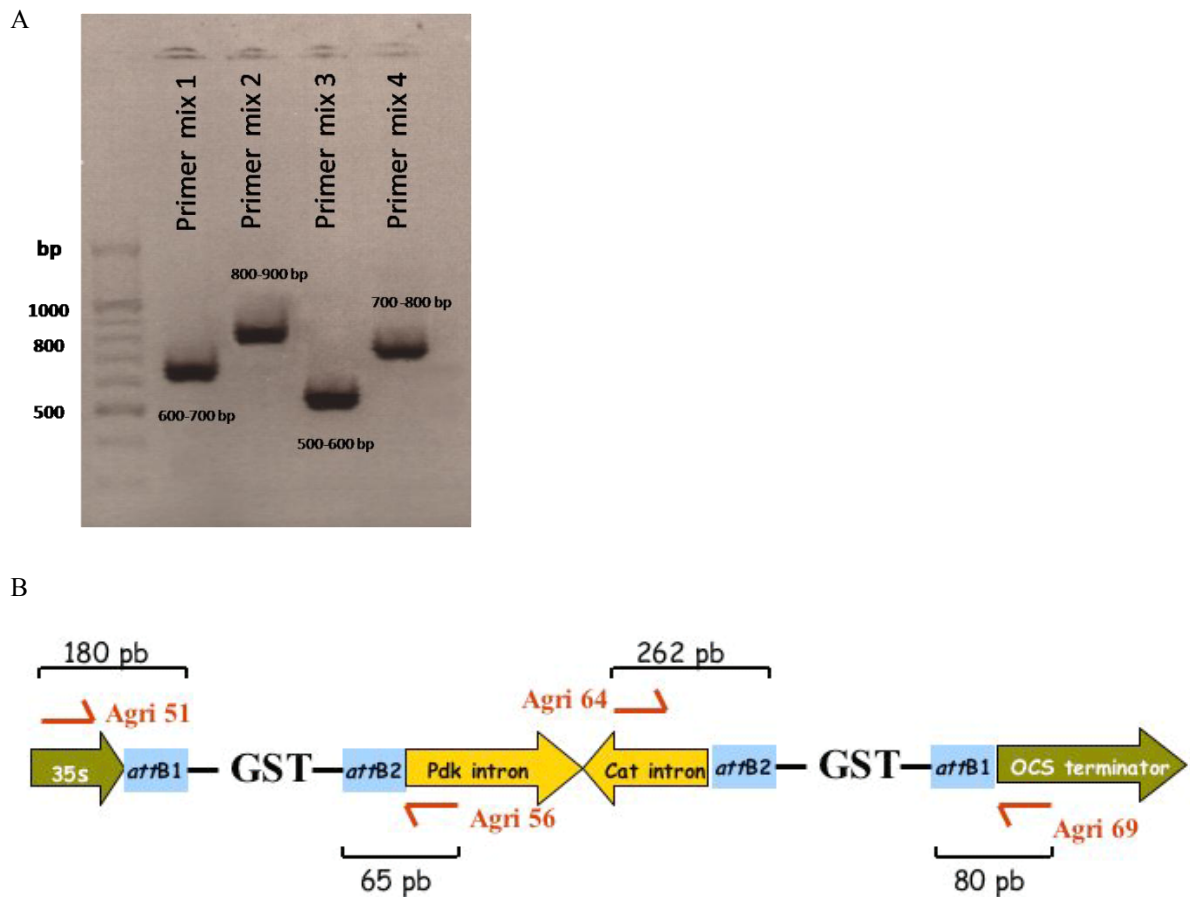 A
Primer mix 1
Primer mix 2
Primer mix 3
Primer mix 4
bp
800-900 bp
700 -800 bp
1000
800
500
600-700 bp
500-600 bp
B
180 pb
262 pb
Agri 51
Agri 64
35s
attB1
GST
attB2
Pdk intron
Cat intron
attB2
GST
attB1
OCS terminator
Agri 56
Agri 69
65 pb
80 pb